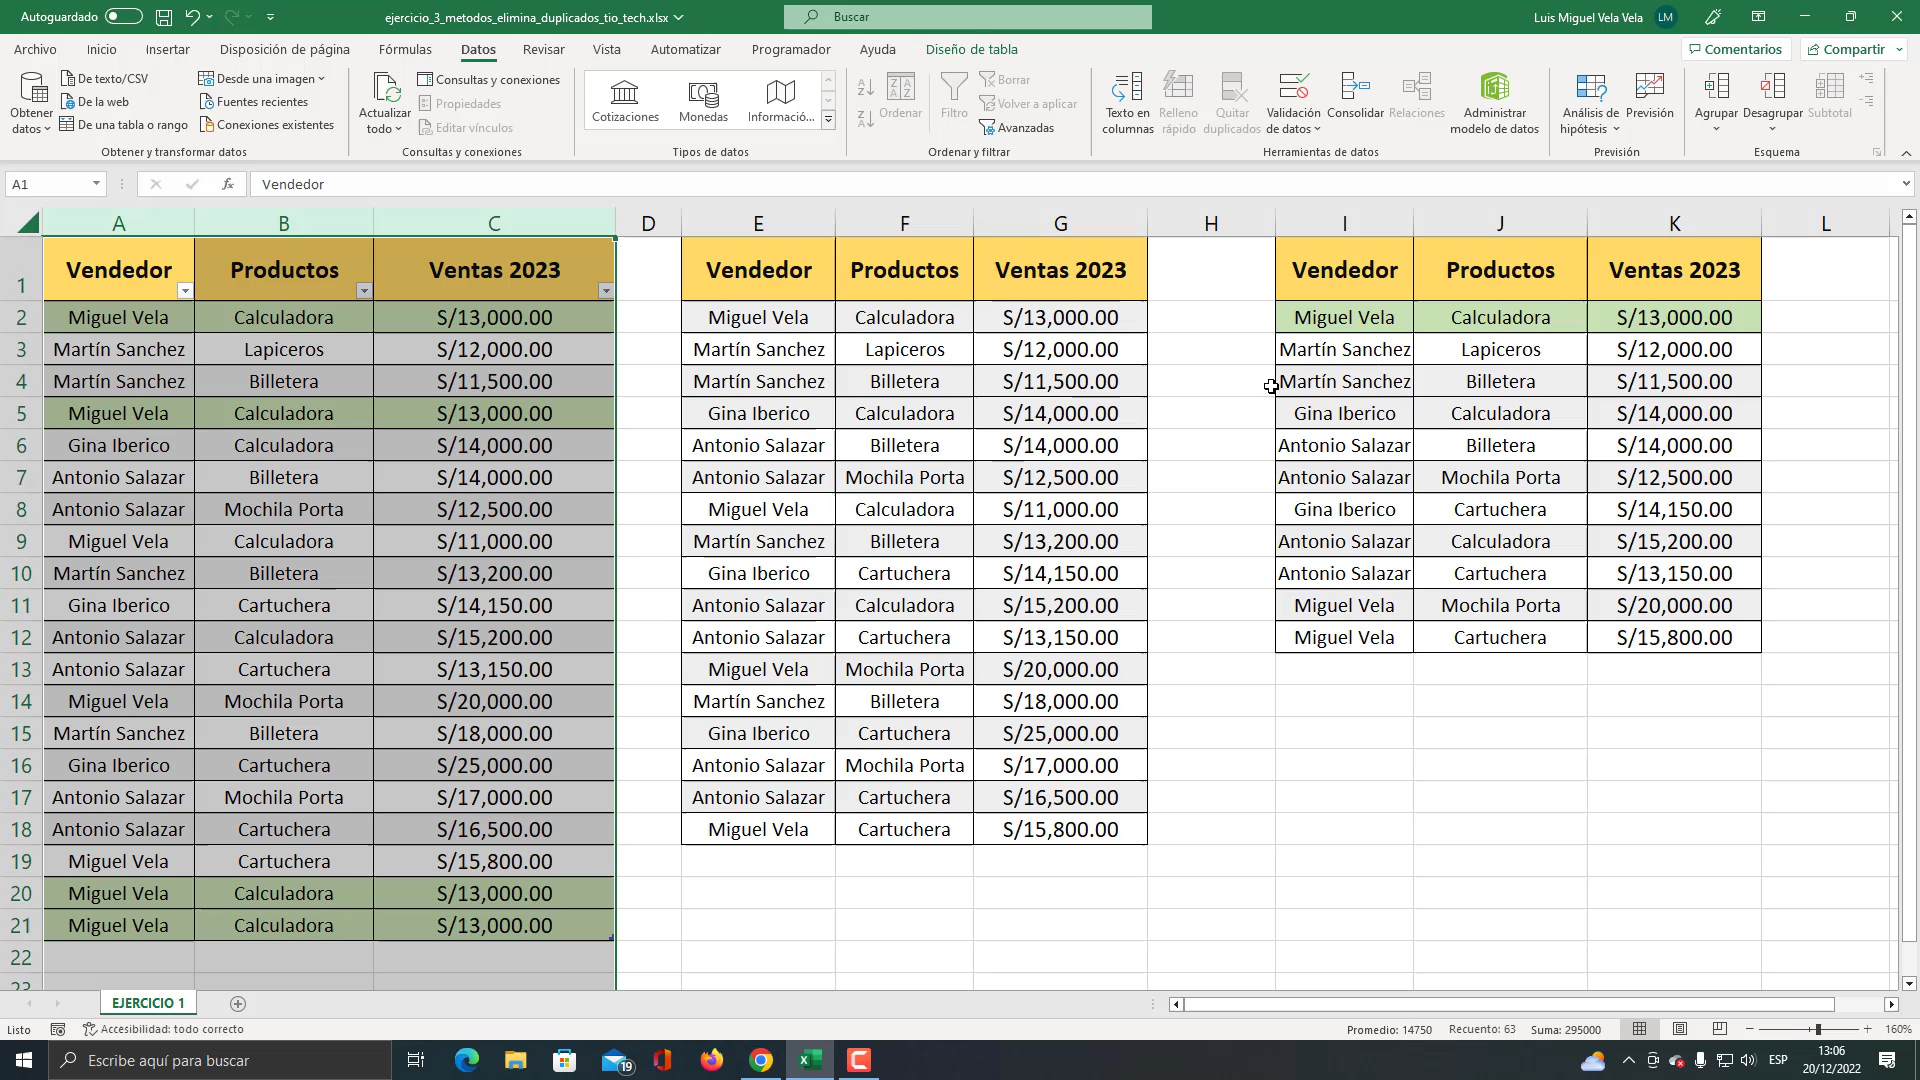 Autoguardado
ejercicio_3_metodos_elimina_duplicados_tio_tech.xlsx
Buscar
Luis Miguel Vela Vela LM
Archivo Inicio Insertar Disposición de página Fórmulas Datos Revisar Vista Automatizar Programador Ayuda Diseño de tabla Comentarios Compartir
Obtener datos
De texto/CSV
De la web
De una tabla o rango
Desde una imagen
Fuentes recientes
Conexiones existentes
Obtener y transformar datos
Actualizar todo
Consultas y conexiones
Propiedades
Editar vínculos
Consultas y conexiones
Cotizaciones Monedas Informació...
Tipos de datos
Ordenar Filtro
Borrar
Volver a aplicar
Avanzadas
Ordenar y filtrar
Texto en columnas
Relleno rápido
Quitar duplicados
Validación de datos
Consolidar
Relaciones
Administrar modelo de datos
Herramientas de datos
Análisis de hipótesis
Previsión
Previsión
Agrupar Desagrupar Subtotal
Esquema
A1 fx Vendedor
A B C D E F G H I J K L
1 Vendedor Productos Ventas 2023 Vendedor Productos Ventas 2023 Vendedor Productos Ventas 2023
2 Miguel Vela Calculadora S/13,000.00 Miguel Vela Calculadora S/13,000.00 Miguel Vela Calculadora S/13,000.00
3 Martín Sanchez Lapiceros S/12,000.00 Martín Sanchez Lapiceros S/12,000.00 Martín Sanchez Lapiceros S/12,000.00
4 Martín Sanchez Billetera S/11,500.00 Martín Sanchez Billetera S/11,500.00 Martín Sanchez Billetera S/11,500.00
5 Miguel Vela Calculadora S/13,000.00 Gina Iberico Calculadora S/14,000.00 Gina Iberico Calculadora S/14,000.00
6 Gina Iberico Calculadora S/14,000.00 Antonio Salazar Billetera S/14,000.00 Antonio Salazar Billetera S/14,000.00
7 Antonio Salazar Billetera S/14,000.00 Antonio Salazar Mochila Porta S/12,500.00 Antonio Salazar Mochila Porta S/12,500.00
8 Antonio Salazar Mochila Porta S/12,500.00 Miguel Vela Calculadora S/11,000.00 Gina Iberico Cartuchera S/14,150.00
9 Miguel Vela Calculadora S/11,000.00 Martín Sanchez Billetera S/13,200.00 Antonio Salazar Calculadora S/15,200.00
10 Martín Sanchez Billetera S/13,200.00 Gina Iberico Cartuchera S/14,150.00 Antonio Salazar Cartuchera S/13,150.00
11 Gina Iberico Cartuchera S/14,150.00 Antonio Salazar Calculadora S/15,200.00 Miguel Vela Mochila Porta S/20,000.00
12 Antonio Salazar Calculadora S/15,200.00 Antonio Salazar Cartuchera S/13,150.00 Miguel Vela Cartuchera S/15,800.00
13 Antonio Salazar Cartuchera S/13,150.00 Miguel Vela Mochila Porta S/20,000.00
14 Miguel Vela Mochila Porta S/20,000.00 Martín Sanchez Billetera S/18,000.00
15 Martín Sanchez Billetera S/18,000.00 Gina Iberico Cartuchera S/25,000.00
16 Gina Iberico Cartuchera S/25,000.00 Antonio Salazar Mochila Porta S/17,000.00
17 Antonio Salazar Mochila Porta S/17,000.00 Antonio Salazar Cartuchera S/16,500.00
18 Antonio Salazar Cartuchera S/16,500.00 Miguel Vela Cartuchera S/15,800.00
19 Miguel Vela Cartuchera S/15,800.00
20 Miguel Vela Calculadora S/13,000.00
21 Miguel Vela Calculadora S/13,000.00
22
23
EJERCICIO 1
Listo Accesibilidad: todo correcto Promedio: 14750 Recuento: 63 Suma: 295000 160%
Escribe aquí para buscar 19 ESP
13:06
20/12/2022